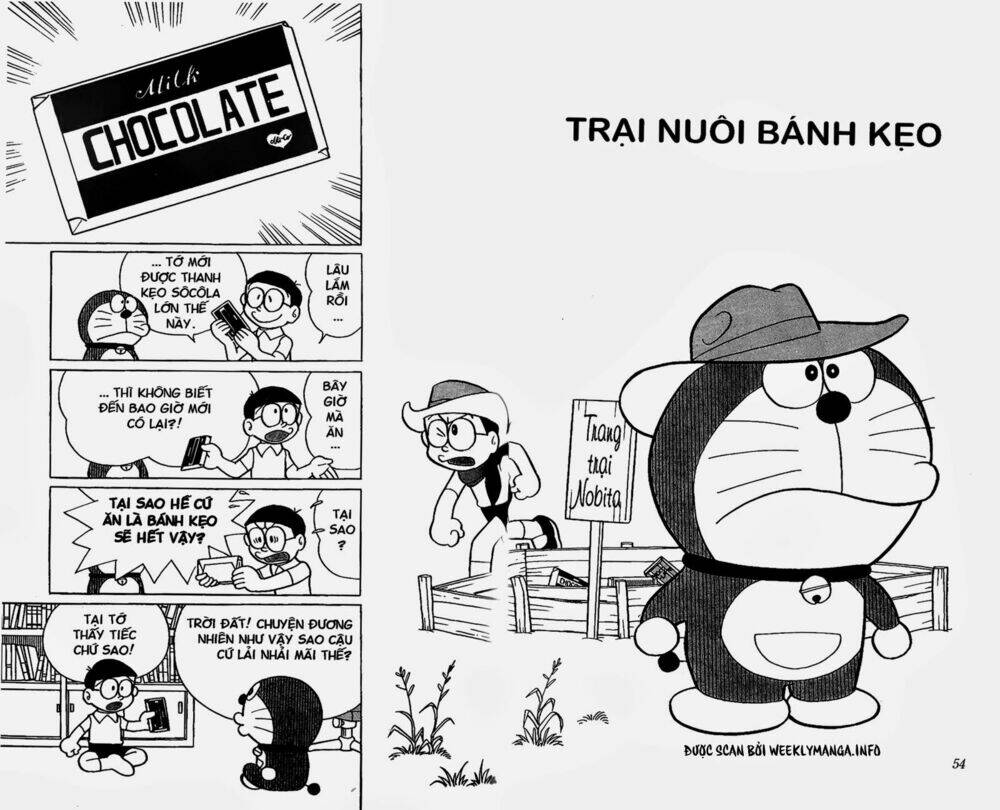 TRẠI NUÔI BÁNH KẸO
Trang
trại
Nobita
ĐƯỢC SCAN BỞI WEEKLYMANGA.INFO
54
Milk
CHOCOLATE
LÂU
LẮM
RỒI
...
... TỚ MỚI
ĐƯỢC THANH
KẸO SÔCÔLA
LỚN THẾ
NÀY.
BÂY
GIỜ
MÀ
ĂN
...
... THÌ KHÔNG BIẾT
ĐẾN BAO GIỜ MỚI
CÓ LẠI?!
TẠI
SAO
?
TẠI SAO HỄ CỨ
ĂN LÀ BÁNH KẸO
SẼ HẾT VẬY?
TRỜI ĐẤT! CHUYỆN ĐƯƠNG
NHIÊN NHƯ VẬY SAO CẬU
CỨ LẢI NHẢI MÃI THẾ?
TẠI TỚ
THẤY TIẾC
CHỨ SAO!